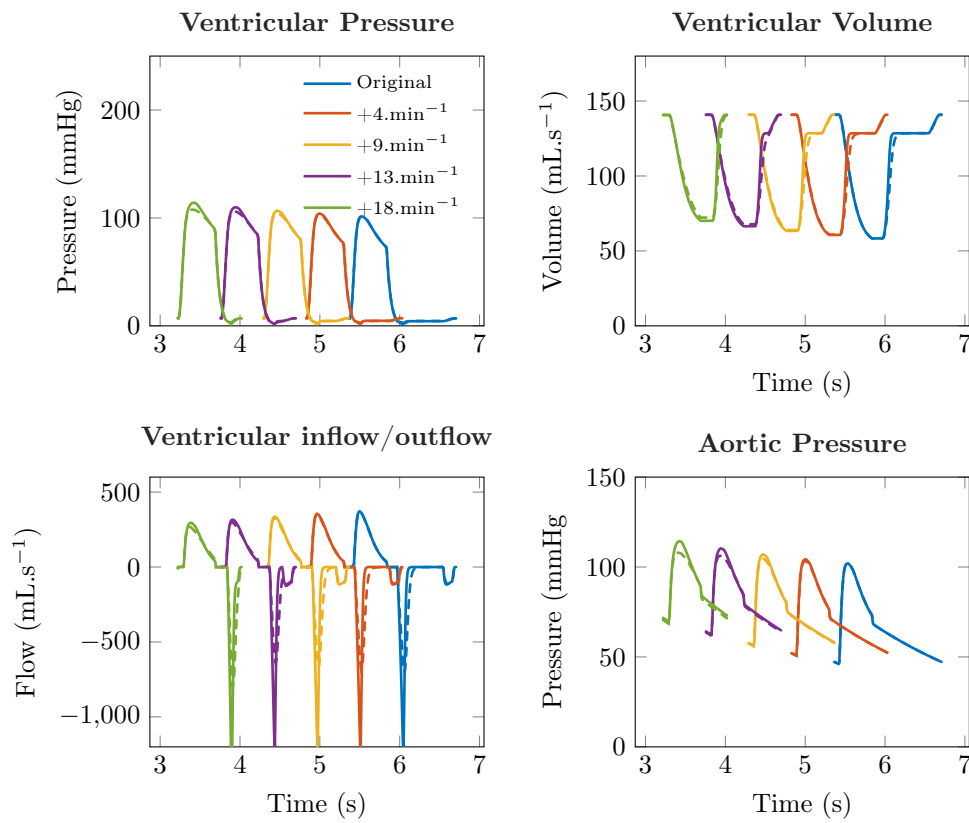 Ventricular Pressure
Pressure (mmHg)
200
100
0
3 4 5 6 7
Original
+4.min⁻¹
+9.min⁻¹
+13.min⁻¹
+18.min⁻¹
Ventricular Volume
Volume (mL.s⁻¹)
150
100
50
0
3 4 5 6 7
Time (s)
Ventricular inflow/outflow
Flow (mL.s⁻¹)
500
0
−500
−1,000
3 4 5 6 7
Time (s)
Aortic Pressure
Pressure (mmHg
150
100
50
0
3 4 5 6 7
Time (s)